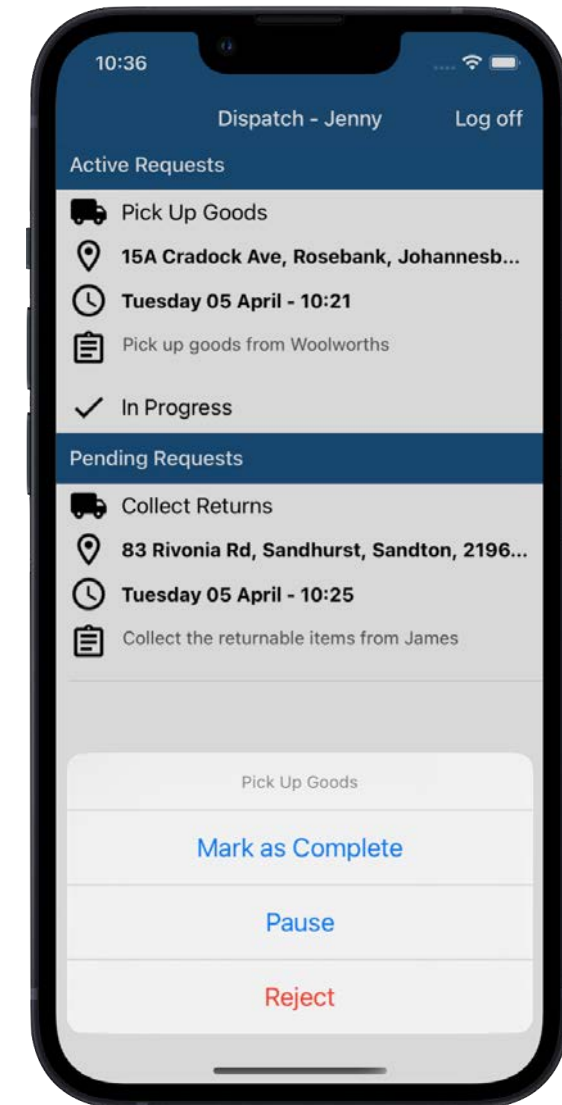 10:36
Dispatch - Jenny
Log off
Active Requests
Pick Up Goods
15A Cradock Ave, Rosebank, Johannesb...
Tuesday 05 April - 10:21
Pick up goods from Woolworths
In Progress
Pending Requests
Collect Returns
83 Rivonia Rd, Sandhurst, Sandton, 2196...
Tuesday 05 April - 10:25
Collect the returnable items from James
Pick Up Goods
Mark as Complete
Pause
Reject